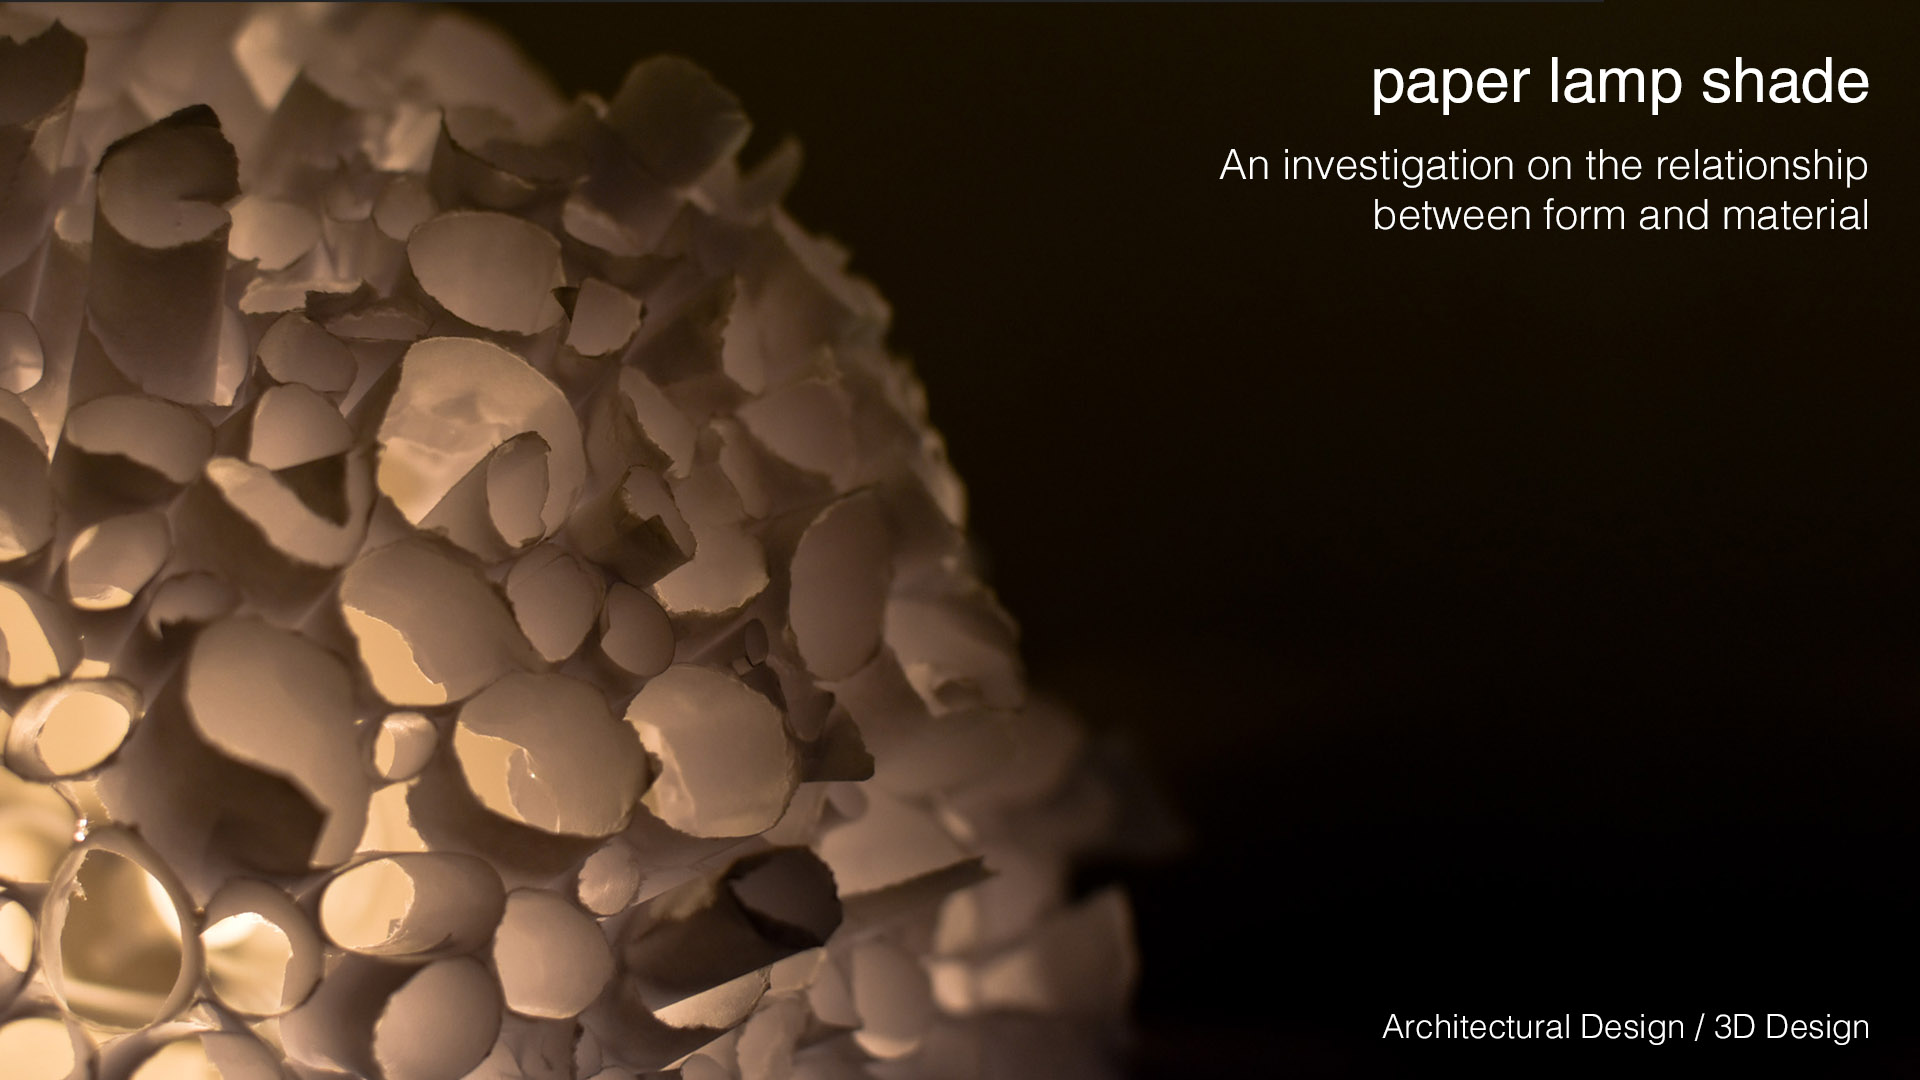 paper lamp shade
An investigation on the relationship
between form and material
Architectural Design / 3D Design